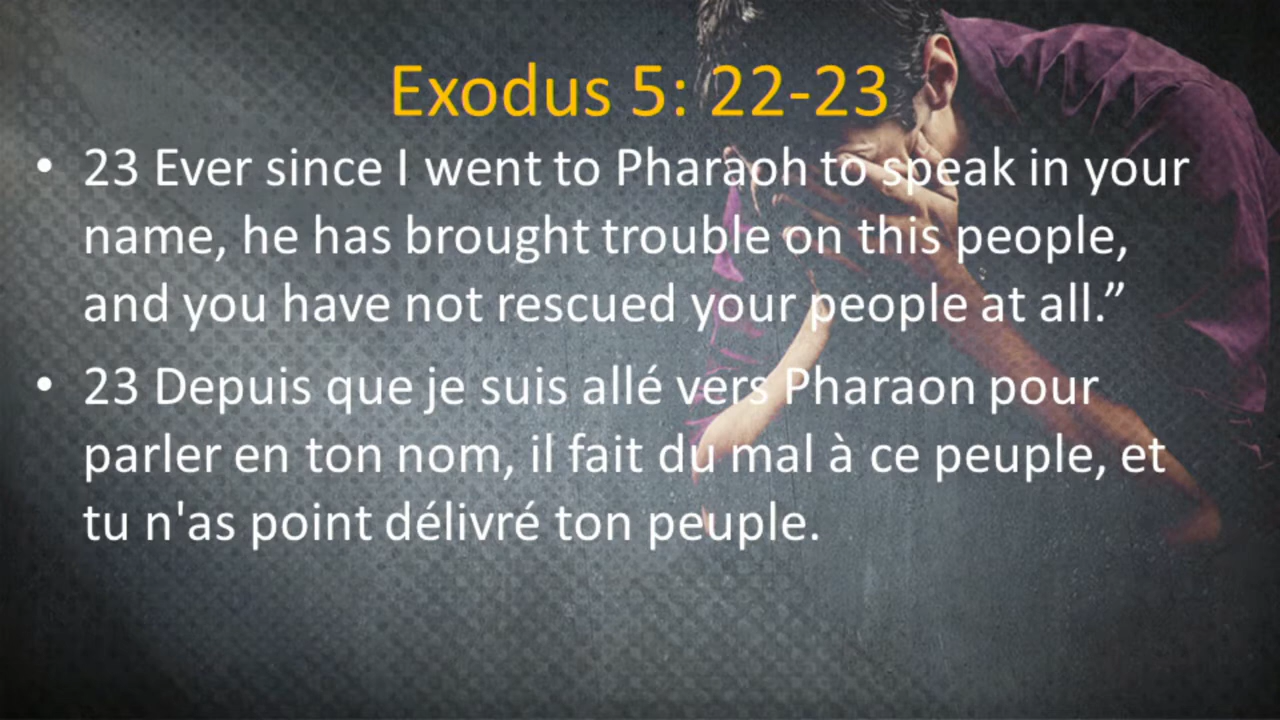 Exodus 5: 22-23
• 23 Ever since I went to Pharaoh to speak in your
name, he has brought trouble on this people,
and you have not rescued your people at all.”
• 23 Depuis que je suis allé vers Pharaon pour
parler en ton nom, il fait du mal à ce peuple, et
tu n'as point délivré ton peuple.